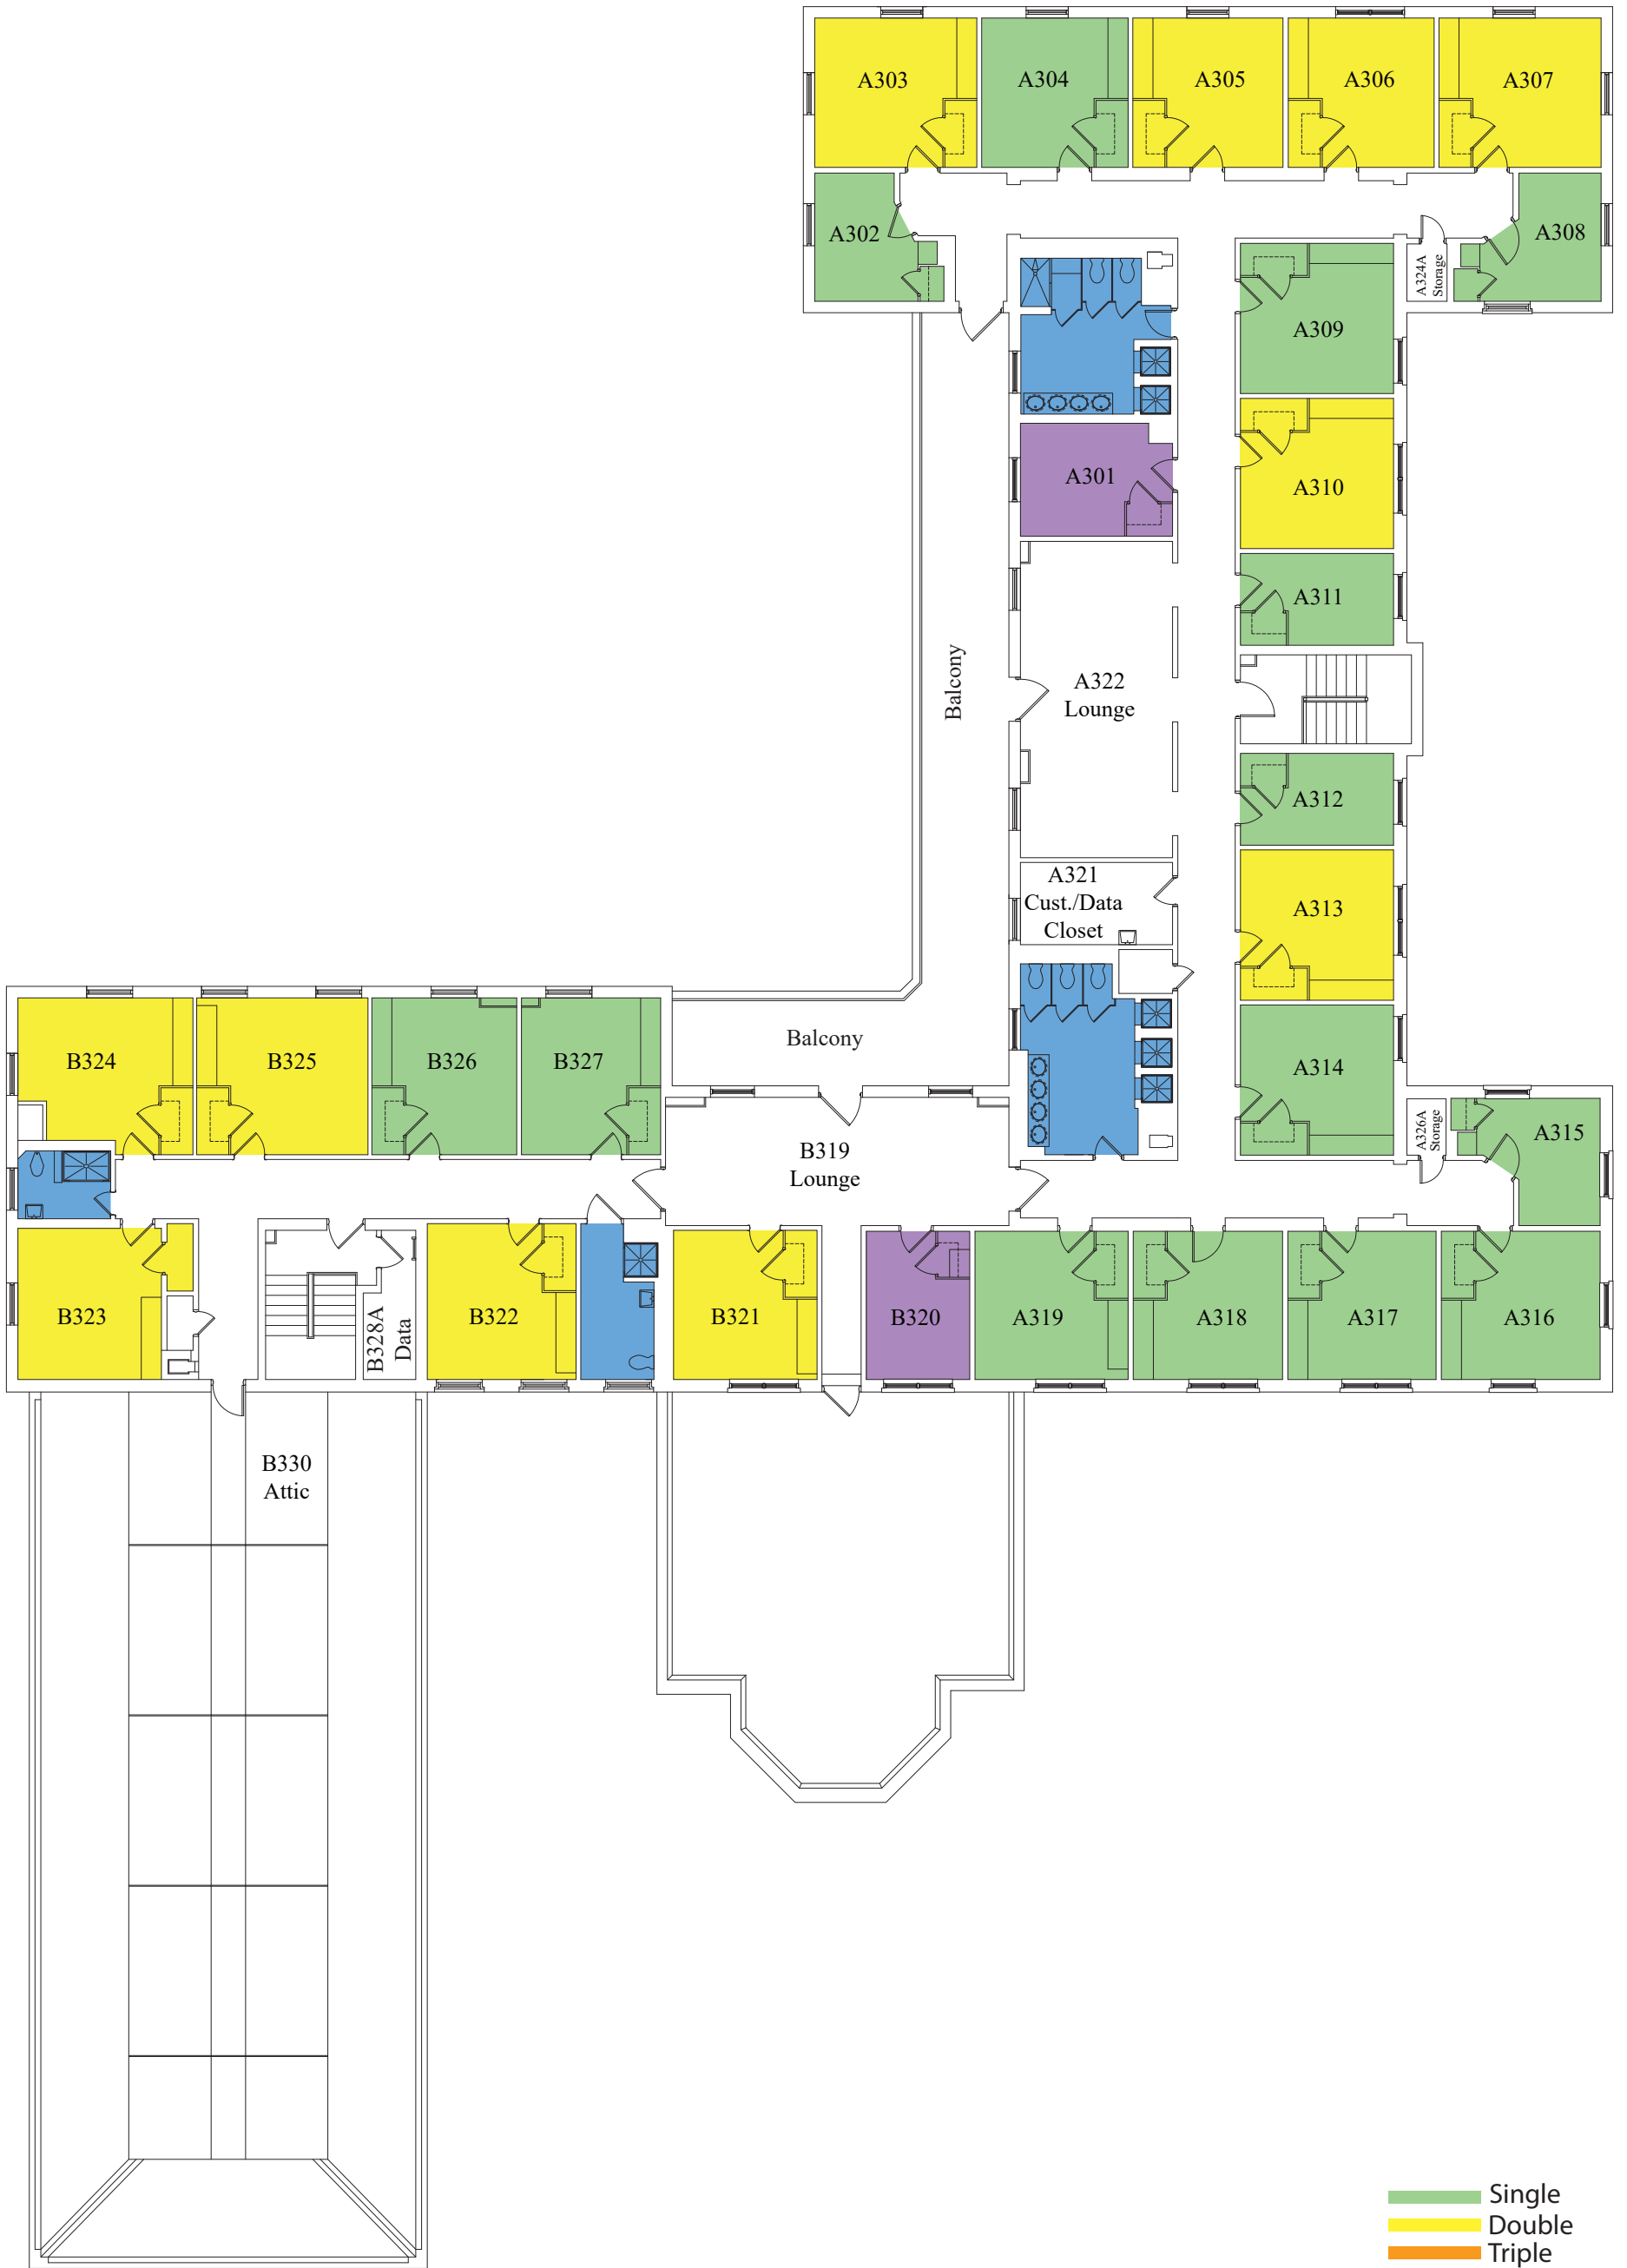 A303
A304
A305
A306
A307
A302
A308
A324A
Storage
A309
A301
A310
A311
Balcony
A322
Lounge
A312
A321
Cust./Data
Closet
A313
Balcony
B324
B325
B326
B327
A314
B319
Lounge
A326A
Storage
A315
B323
B328A
Data
B322
B321
B320
A319
A318
A317
A316
B330
Attic
Single
Double
Triple